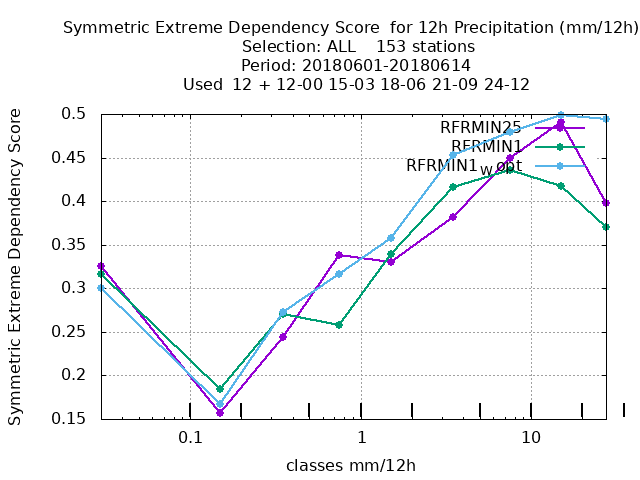 Symmetric Extreme Dependency Score  for 12h Precipitation (mm/12h)
Selection: ALL    153 stations
Period: 20180601-20180614
Used  12 + 12-00 15-03 18-06 21-09 24-12
Symmetric Extreme Dependency Score
0.5
0.45
0.4
0.35
0.3
0.25
0.2
0.15
RFRMIN25
RFRMIN1
RFRMIN1wopt
0.1
1
10
classes mm/12h